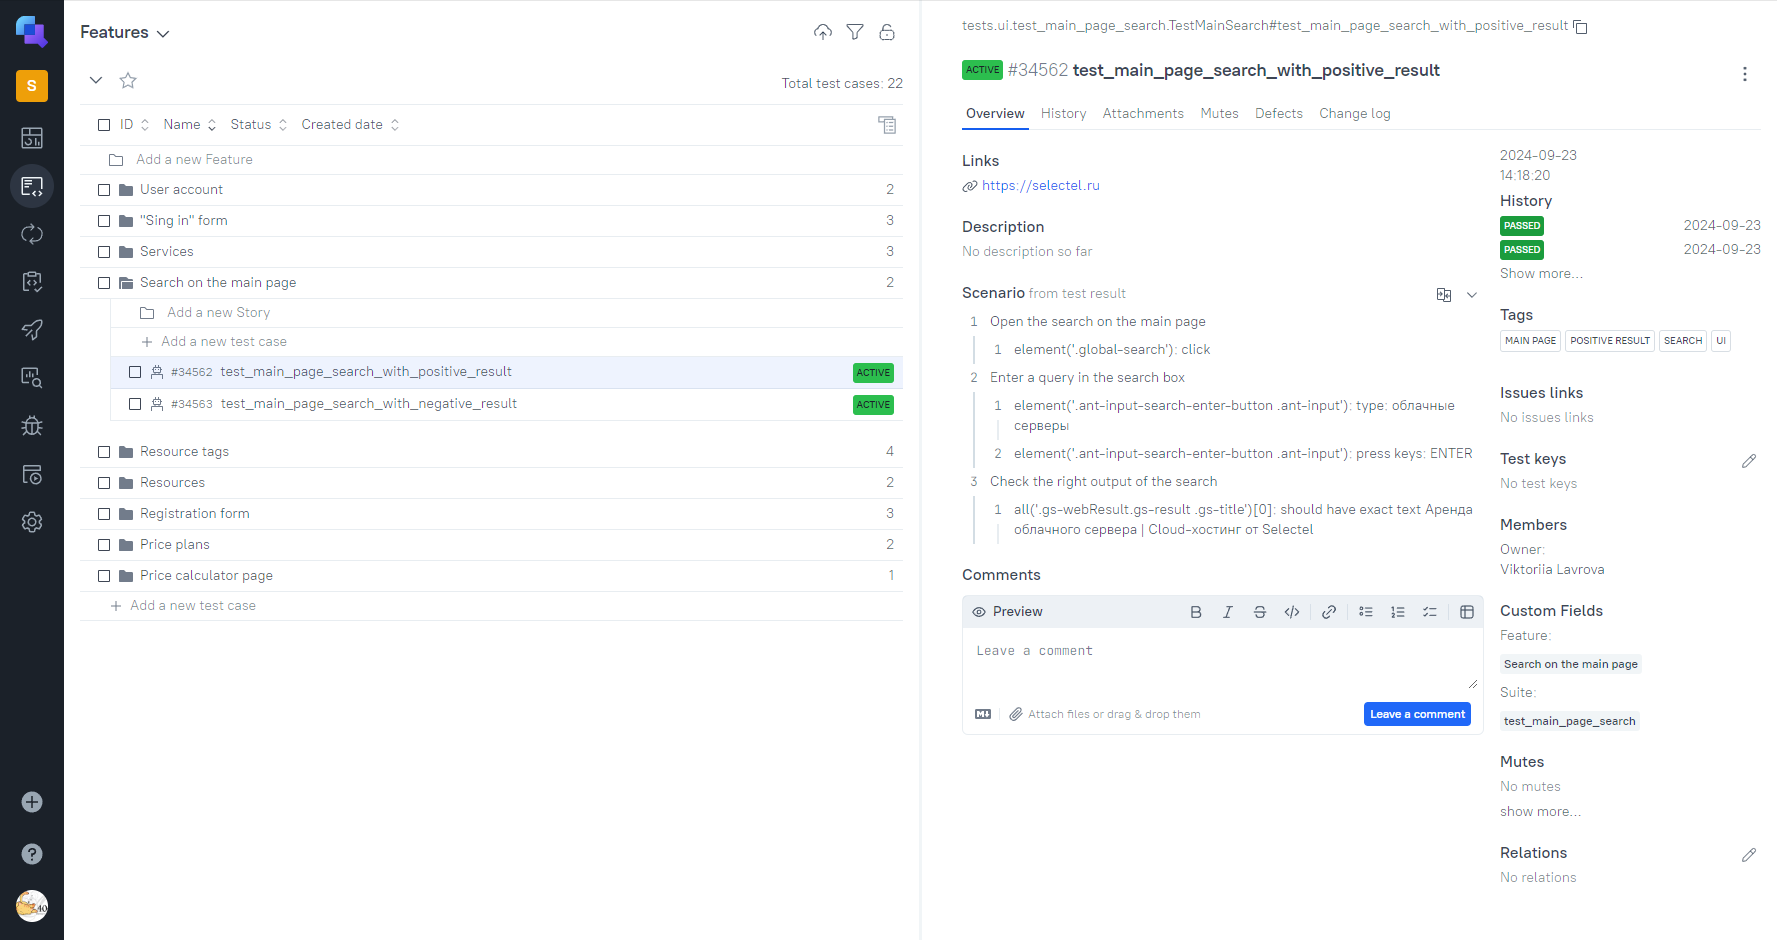 S
Features
Total test cases: 22
ID Name Status Created date
Add a new Feature
User account 2
"Sing in" form 3
Services 3
Search on the main page 2
Add a new Story
Add a new test case
#34562 test_main_page_search_with_positive_result ACTIVE
#34563 test_main_page_search_with_negative_result ACTIVE
Resource tags 4
Resources 2
Registration form 3
Price plans 2
Price calculator page 1
Add a new test case
tests.ui.test_main_page_search.TestMainSearch#test_main_page_search_with_positive_result
ACTIVE #34562 test_main_page_search_with_positive_result
Overview History Attachments Mutes Defects Change log
Links
https://selectel.ru
Description
No description so far
Scenario from test result
1 Open the search on the main page
1 element('.global-search'): click
2 Enter a query in the search box
1 element('.ant-input-search-enter-button .ant-input'): type: облачные
серверы
2 element('.ant-input-search-enter-button .ant-input'): press keys: ENTER
3 Check the right output of the search
1 all('.gs-webResult.gs-result .gs-title')[0]: should have exact text Аренда
облачного сервера | Cloud-хостинг от Selectel
Comments
Preview
Leave a comment
Attach files or drag & drop them
Leave a comment
2024-09-23
14:18:20
History
PASSED 2024-09-23
PASSED 2024-09-23
Show more...
Tags
MAIN PAGE POSITIVE RESULT SEARCH UI
Issues links
No issues links
Test keys
No test keys
Members
Owner:
Viktoriia Lavrova
Custom Fields
Feature:
Search on the main page
Suite:
test_main_page_search
Mutes
No mutes
show more...
Relations
No relations